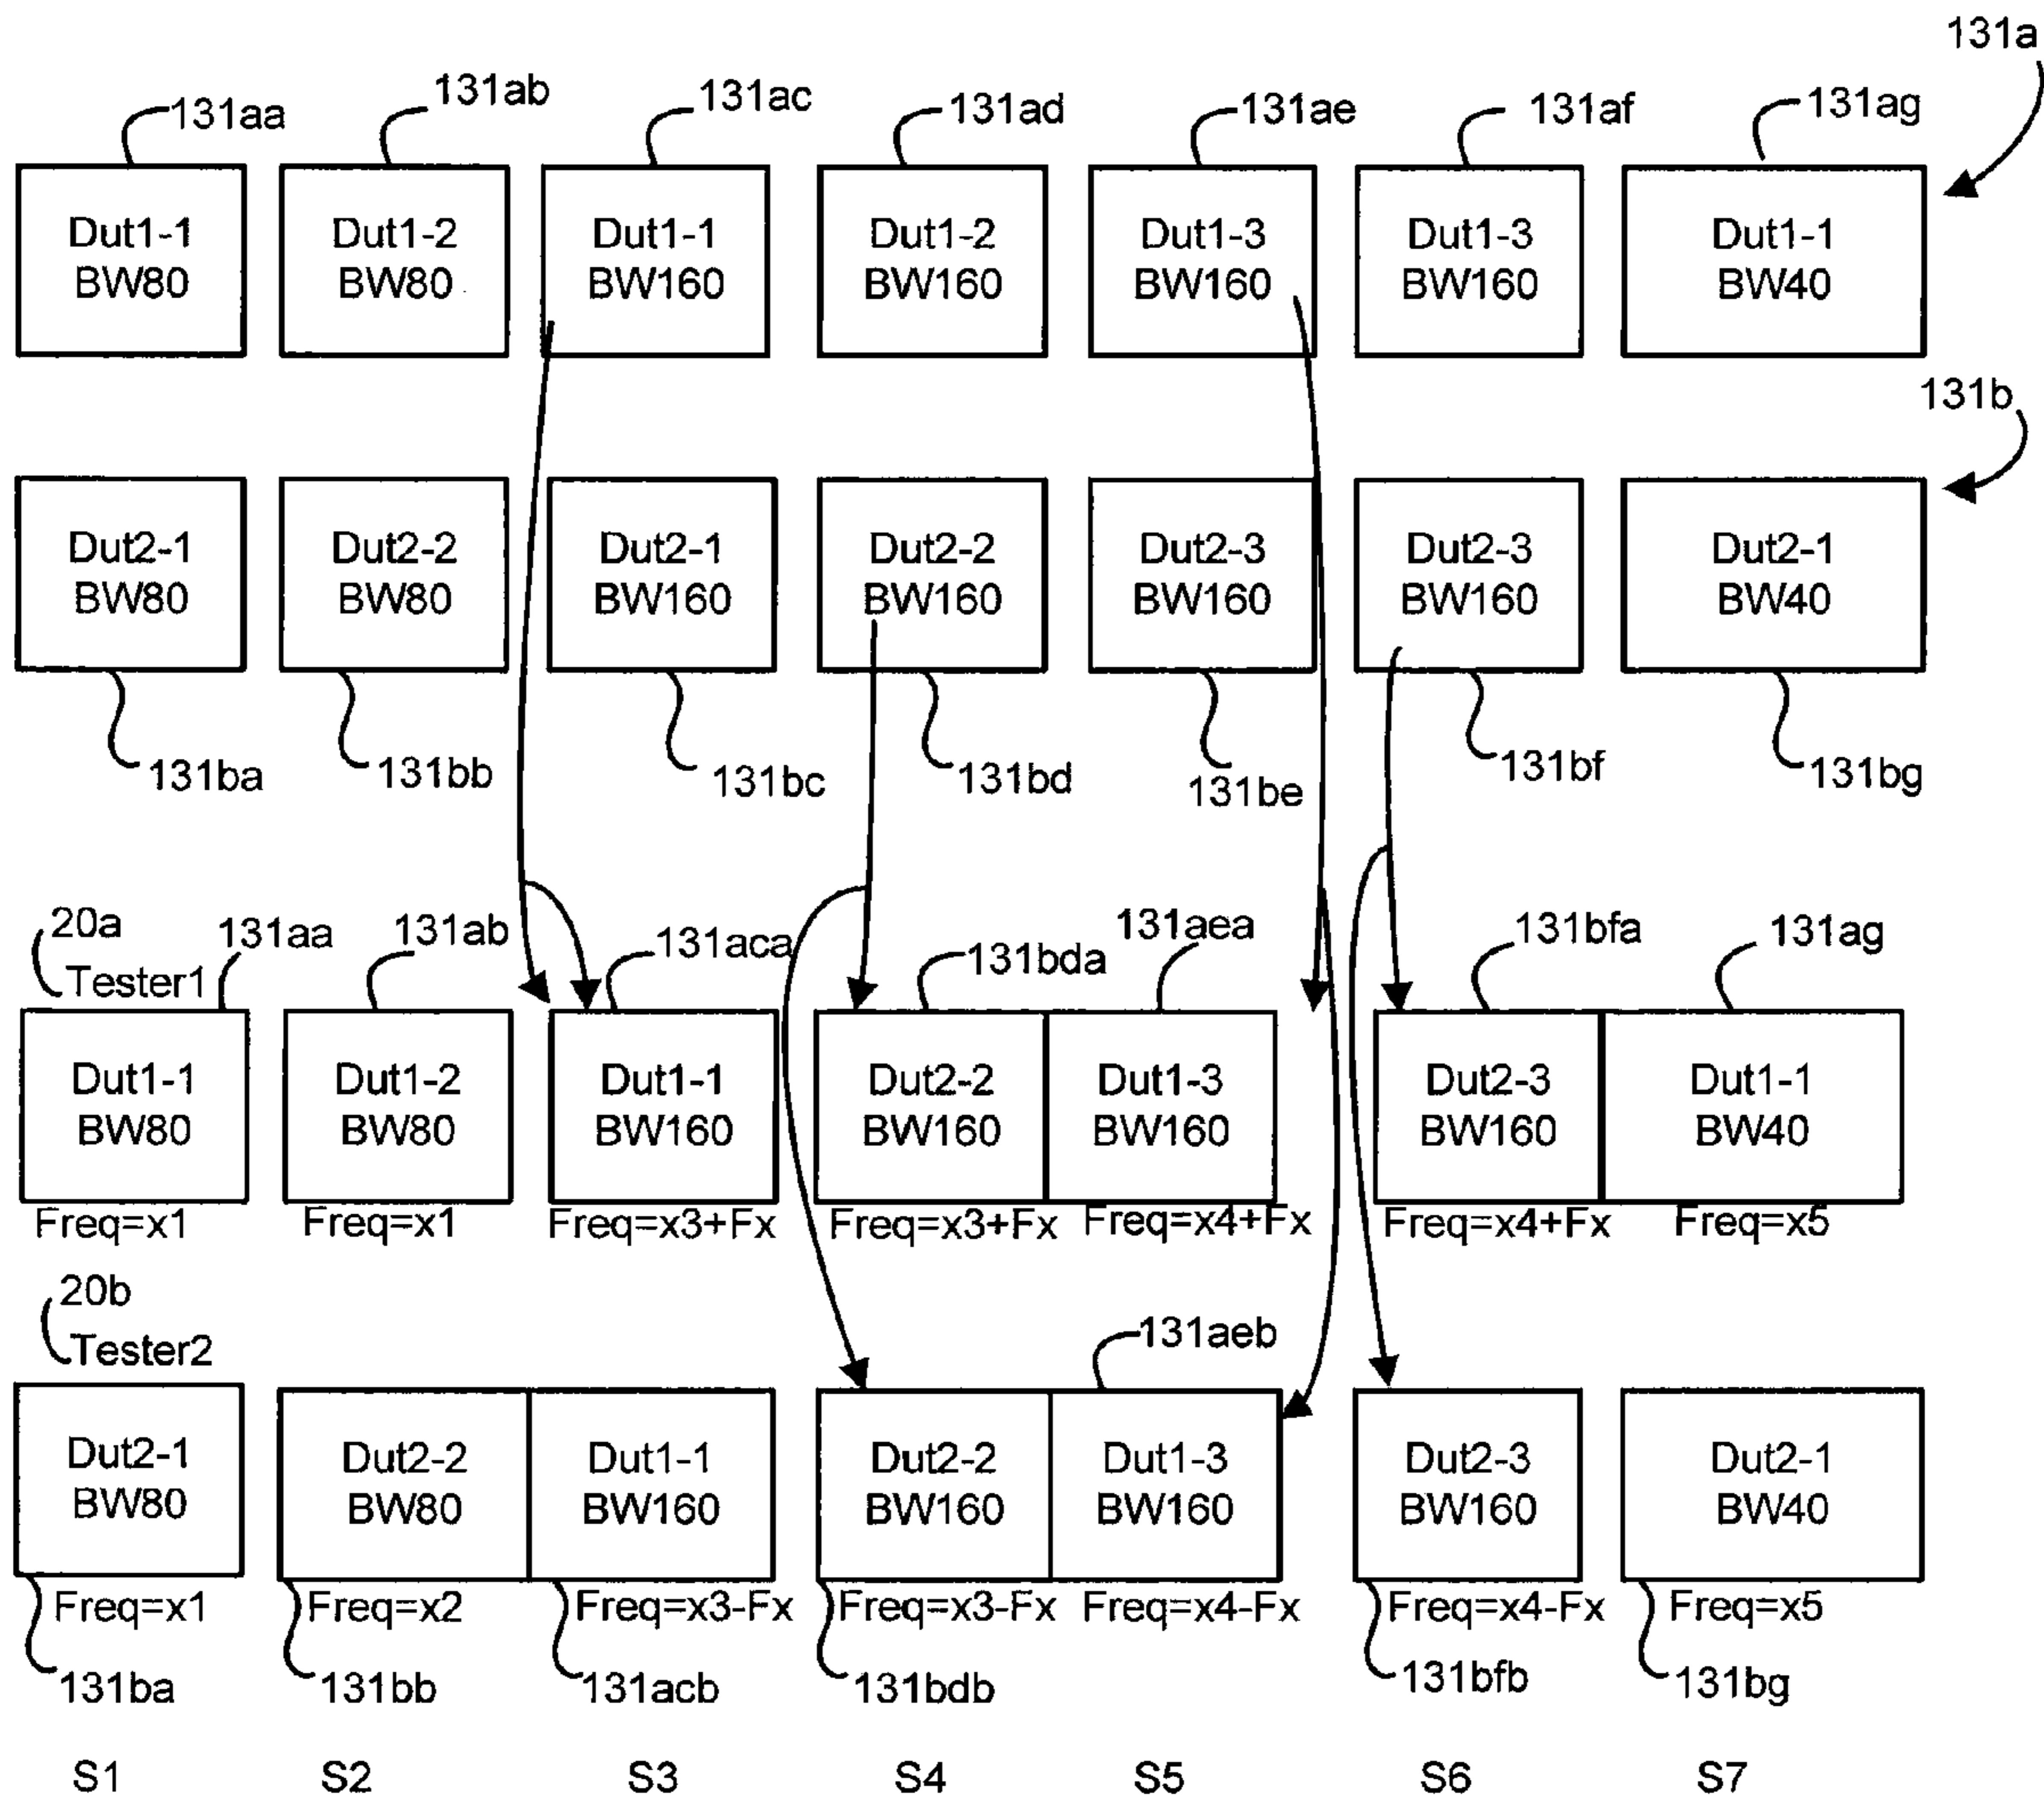 131a
131aa
131ab
131ac
131ad
131ae
131af
131ag
Dut1-1
BW80
Dut1-2
BW80
Dut1-1
BW160
Dut1-2
BW160
Dut1-3
BW160
Dut1-3
BW160
Dut1-1
BW40
131b
Dut2-1
BW80
Dut2-2
BW80
Dut2-1
BW160
Dut2-2
BW160
Dut2-3
BW160
Dut2-3
BW160
Dut2-1
BW40
131ba
131bb
131bc
131bd
131be
131bf
131bg
20a
Tester1
131aa
131ab
131aca
131bda
131aea
131bfa
131ag
Dut1-1
BW80
Dut1-2
BW80
Dut1-1
BW160
Dut2-2
BW160
Dut1-3
BW160
Dut2-3
BW160
Dut1-1
BW40
Freq=x1
Freq=x1
Freq=x3+Fx
Freq=x3+Fx
Freq=x4+Fx
Freq=x4+Fx
Freq=x5
20b
Tester2
131aeb
Dut2-1
BW80
Dut2-2
BW80
Dut1-1
BW160
Dut2-2
BW160
Dut1-3
BW160
Dut2-3
BW160
Dut2-1
BW40
Freq=x1
Freq=x2
Freq=x3-Fx
Freq=x3-Fx
Freq=x4-Fx
Freq=x4-Fx
Freq=x5
131ba
131bb
131acb
131bdb
131bfb
131bg
S1
S2
S3
S4
S5
S6
S7